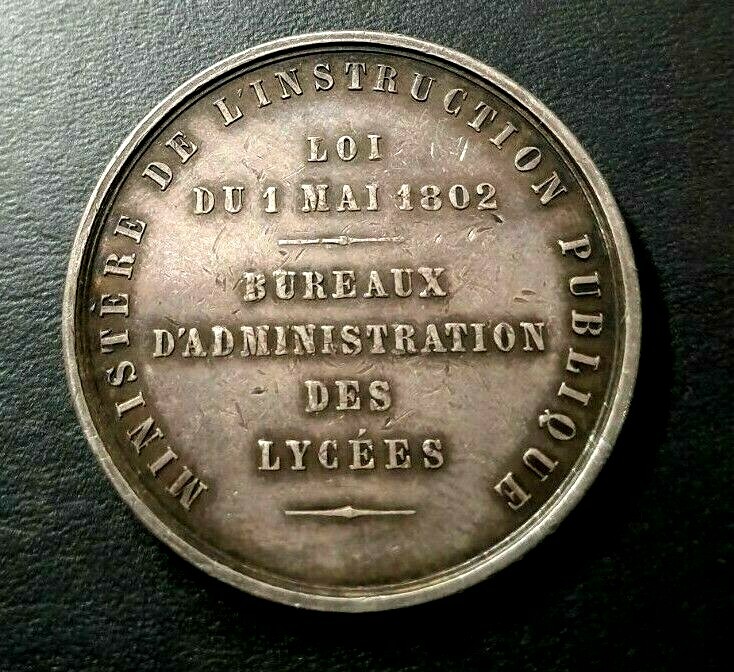 MINISTÈRE DE L'INSTRUCTION PUBLIQUE
LOI
DU 1 MAI 1802
BUREAUX
D'ADMINISTRATION
DES
LYCÉES